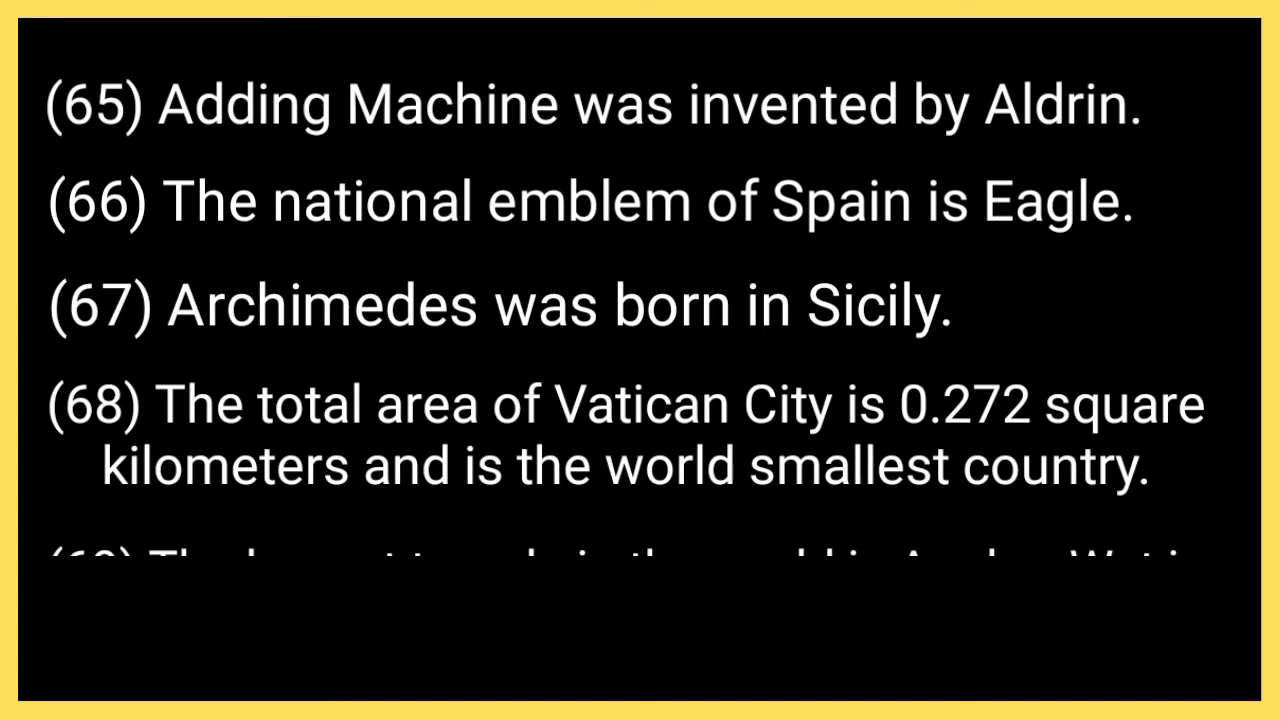 (65) Adding Machine was invented by Aldrin.
(66) The national emblem of Spain is Eagle.
(67) Archimedes was born in Sicily.
(68) The total area of Vatican City is 0.272 square
kilometers and is the world smallest country.